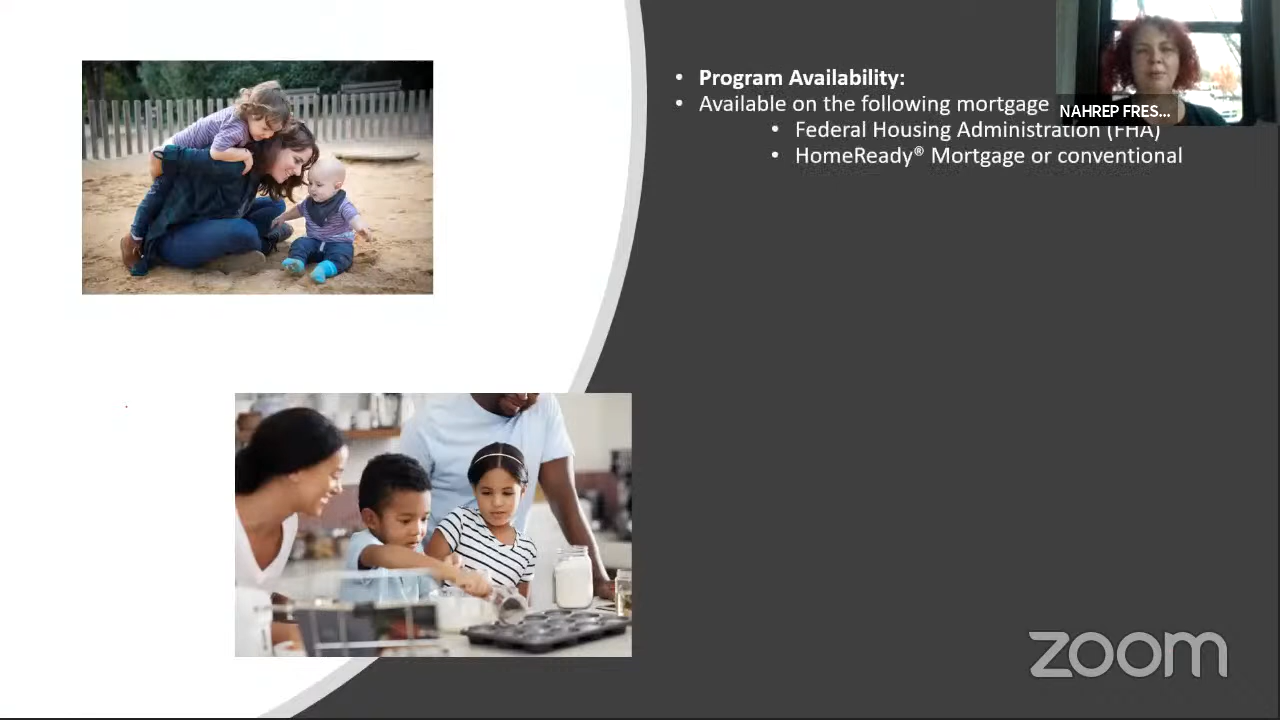 • Program Availability:
• Available on the following mortgage
• Federal Housing Administration (FHA)
• HomeReady® Mortgage or conventional
NAHREP FRES...
zoom